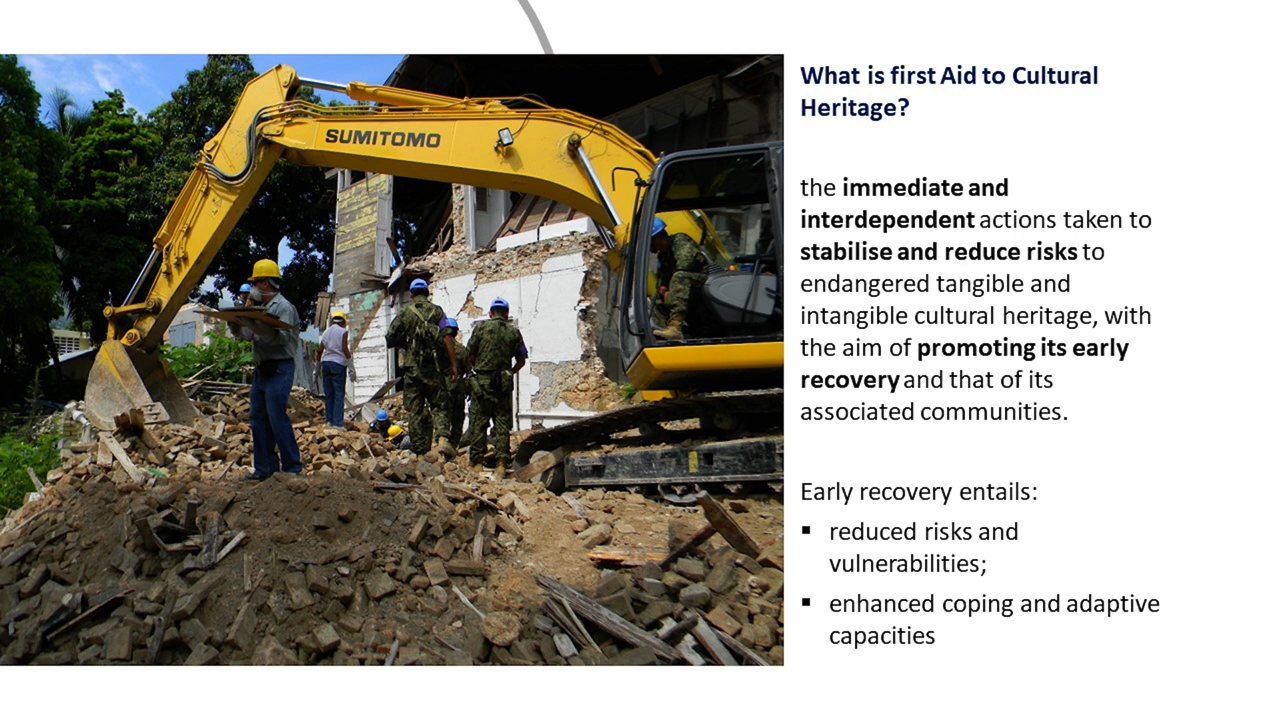 SUMITOMO
What is first Aid to Cultural
Heritage?
the immediate and
interdependent actions taken to
stabilise and reduce risks to
endangered tangible and
intangible cultural heritage, with
the aim of promoting its early
recovery and that of its
associated communities.
Early recovery entails:
▪ reduced risks and
vulnerabilities;
▪ enhanced coping and adaptive
capacities